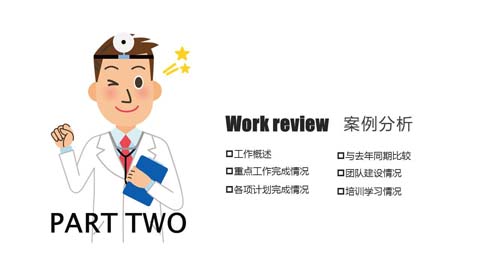 Work review 案例分析
工作概述
重点工作完成情况
各项计划完成情况
与去年同期比较
团队建设情况
培训学习情况
PART TWO